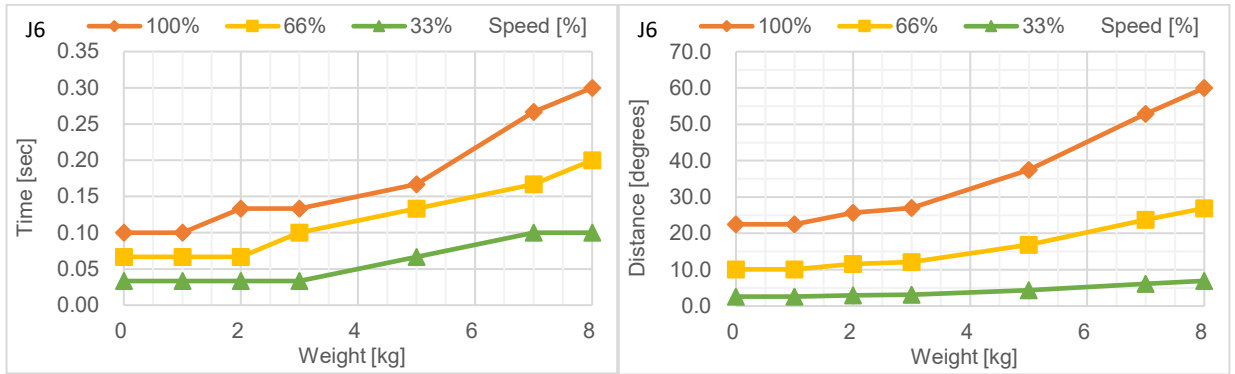 J6
100% 66% 33% Speed [%]
0.35
0.30
0.25
0.20
0.15
0.10
0.05
0.00
Time [sec]
0 2 4 6 8
Weight [kg]
J6
100% 66% 33% Speed [%]
70.0
60.0
50.0
40.0
30.0
20.0
10.0
0.0
Distance [degrees]
0 2 4 6 8
Weight [kg]